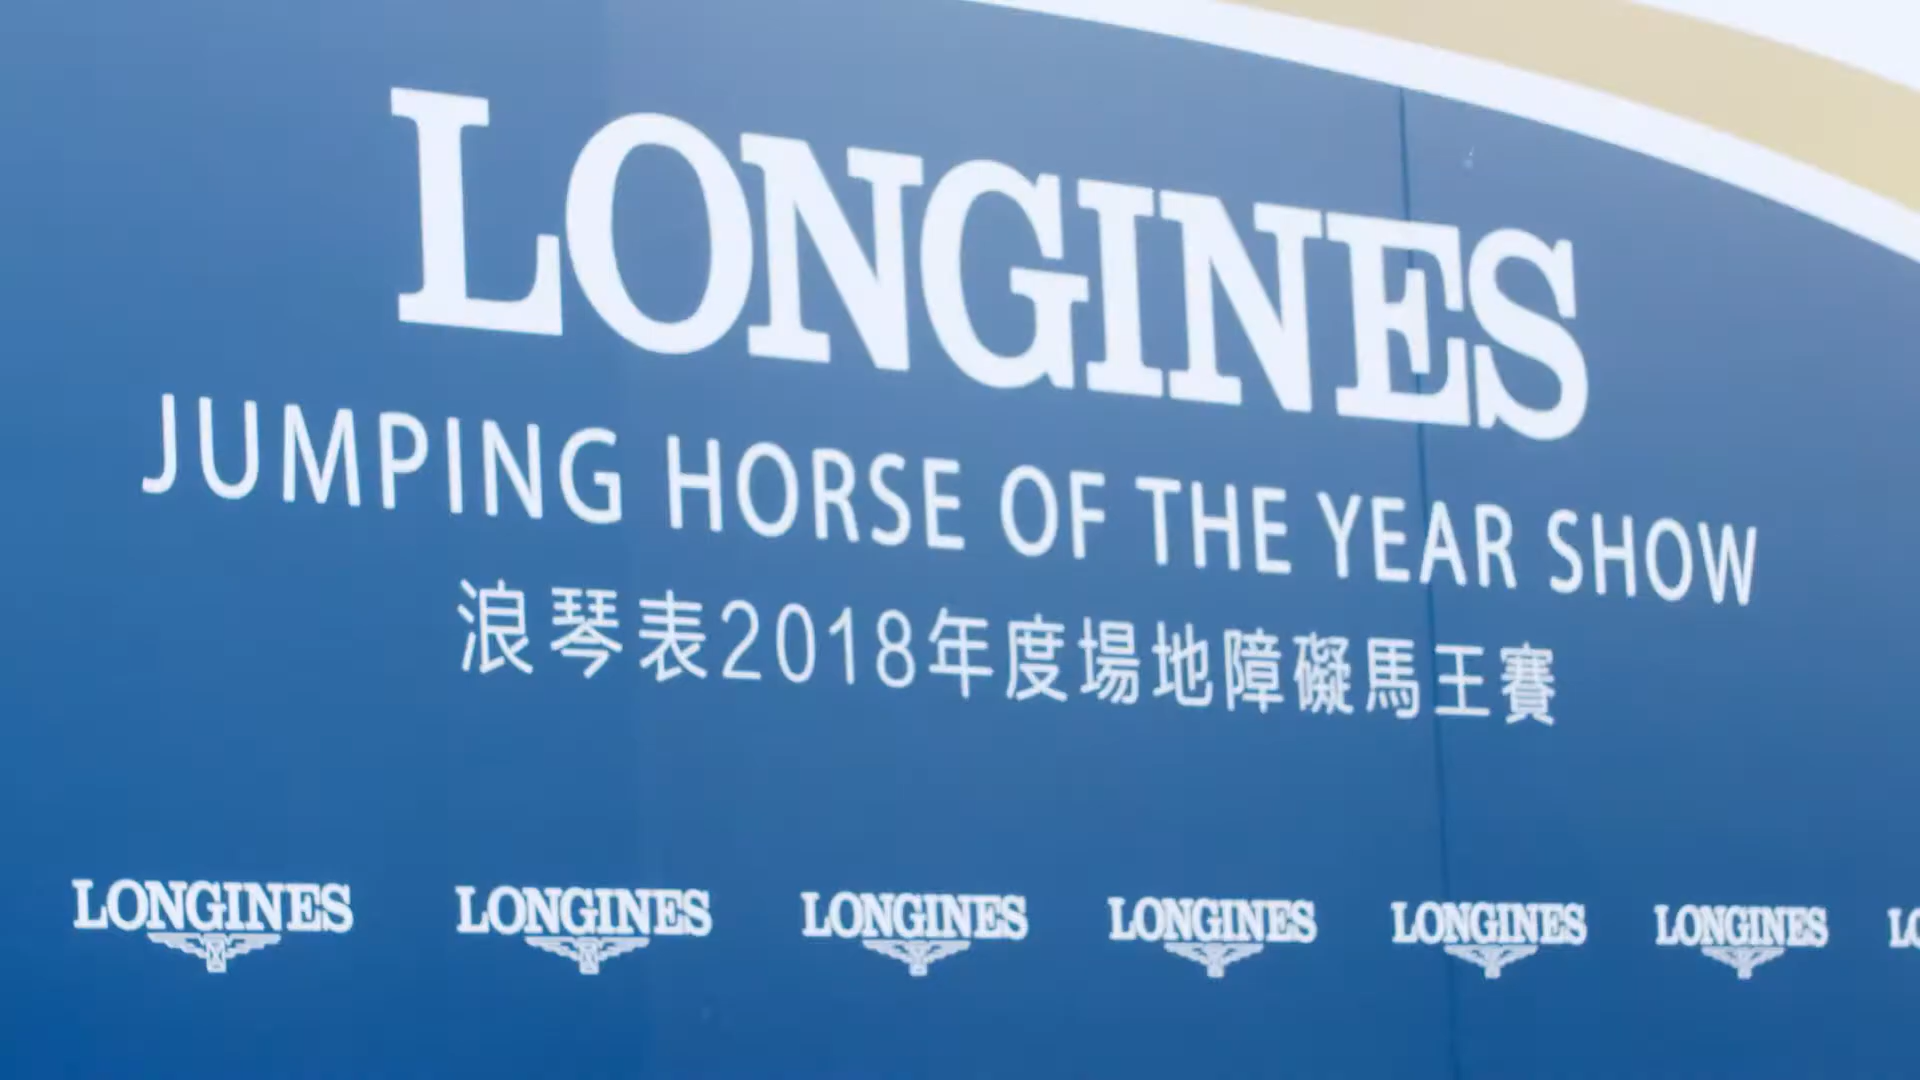 LONGINES
JUMPING HORSE OF THE YEAR SHOW
浪琴表2018年度場地障礙馬王賽
LONGINES LONGINES LONGINES LONGINES LONGINES LONGINES LO